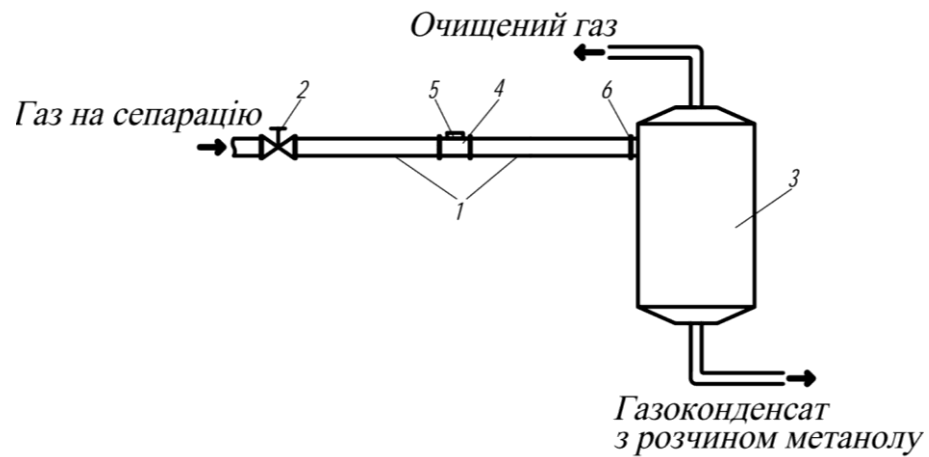 Очищений газ
Газ на сепарацію
2
5
4
6
1
3
Газоконденсат
з розчином метанолу